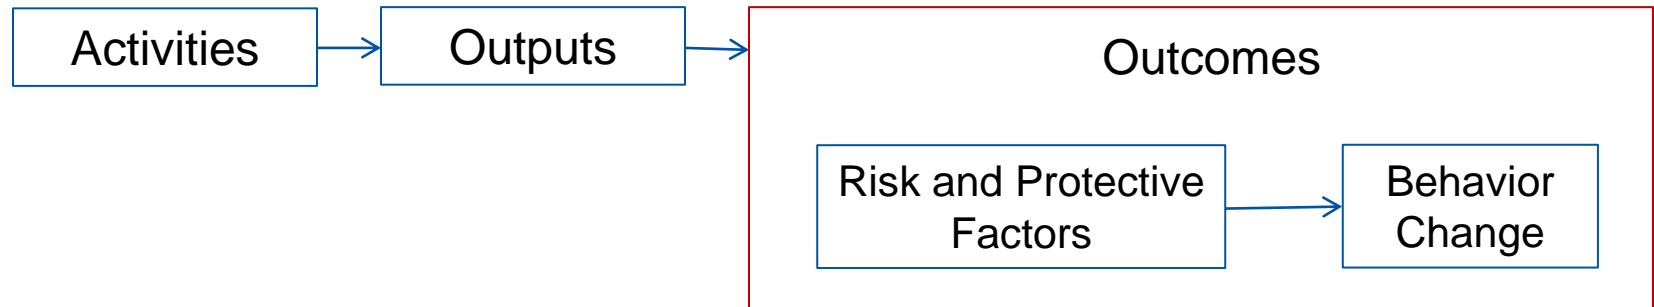 Activities
Outputs
Outcomes
Risk and Protective
Factors
Behavior
Change